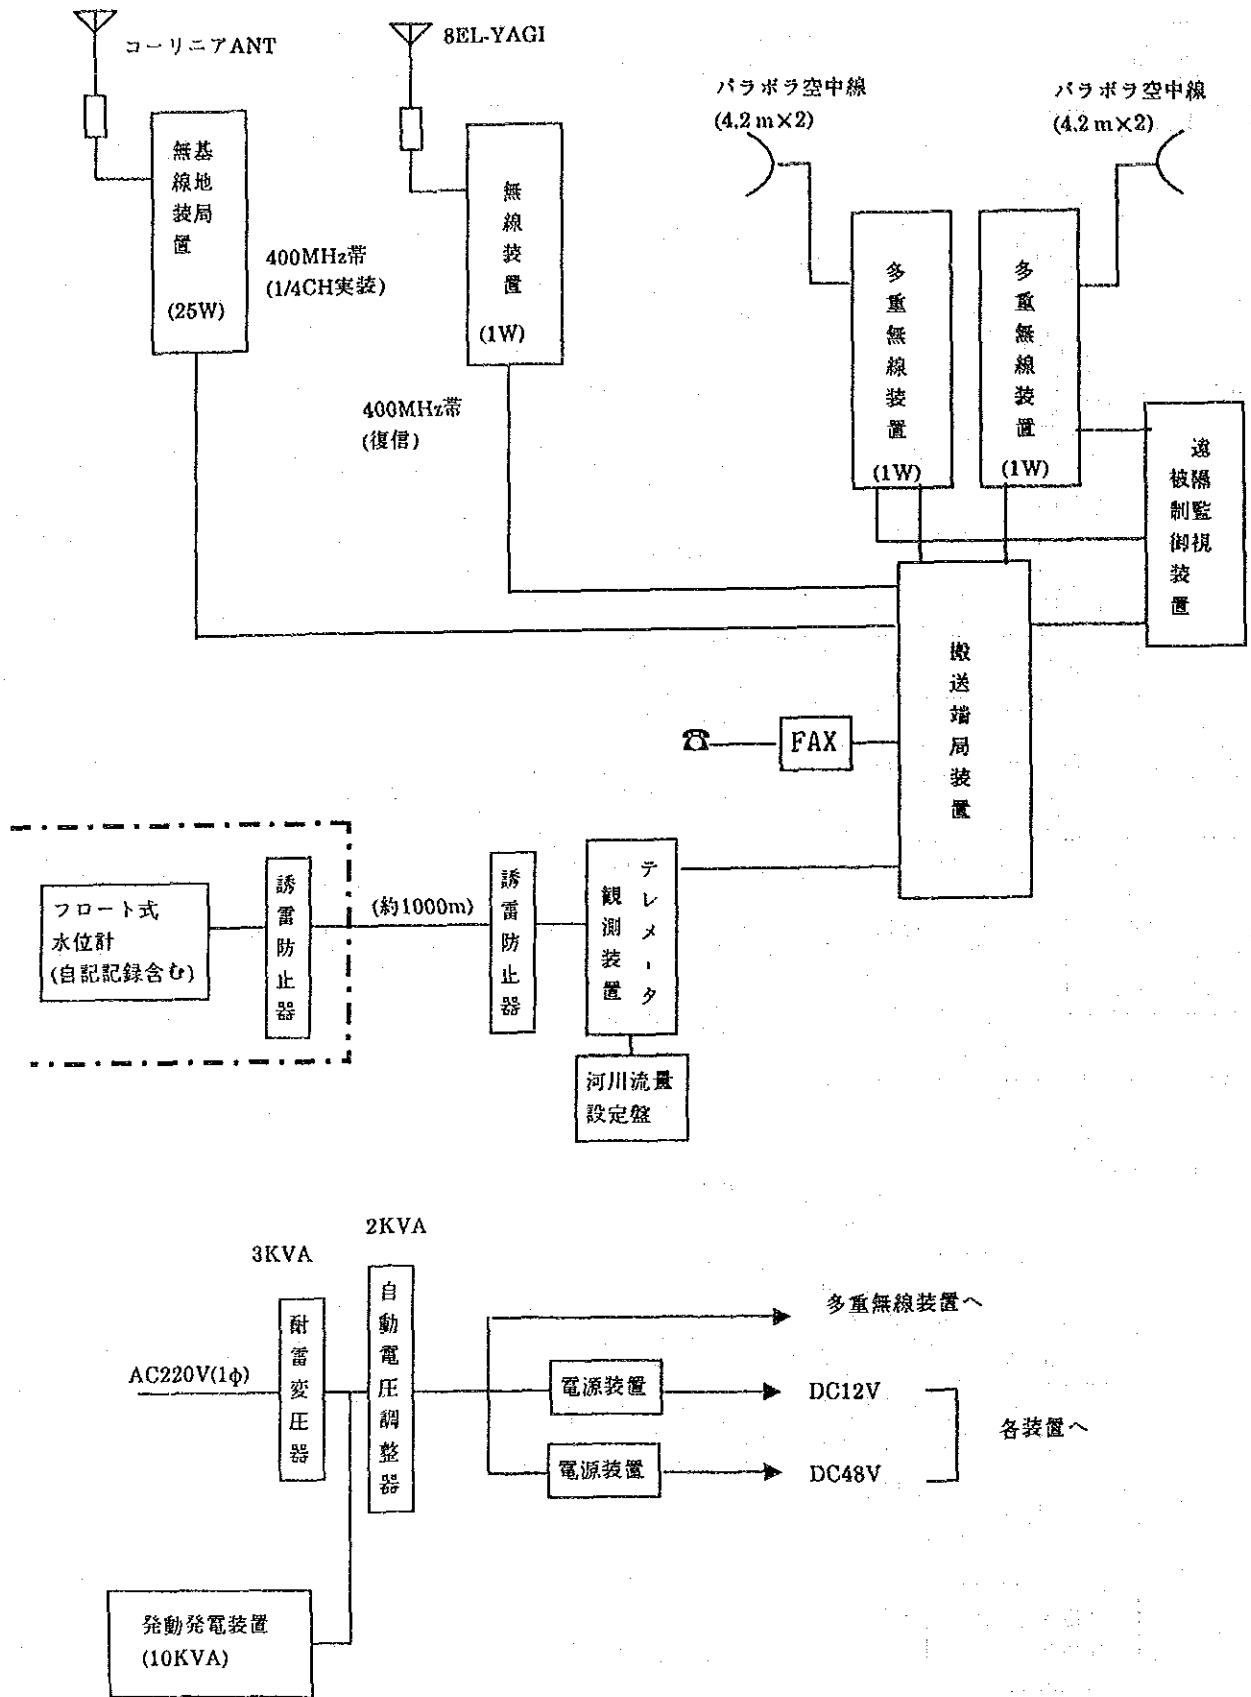 コーリニアANT
8EL-YAGI
パラボラ空中線
(4.2m×2)
パラボラ空中線
(4.2m×2)
基地局
無線装置
(25W)
400MHz帯
(1/4CH実装)
無線装置
(1W)
400MHz帯
(復信)
多重無線装置
(1W)
多重無線装置
(1W)
遠隔監視
被制御装置
搬送端局装置
☎
FAX
フロート式
水位計
(自記記録含む)
誘雷防止器
(約1000m)
誘雷防止器
テレメータ
観測装置
河川流量
設定盤
3KVA
2KVA
AC220V(1φ)
耐雷変圧器
自動電圧調整器
多重無線装置へ
電源装置
DC12V
電源装置
DC48V
各装置へ
発動発電装置
(10KVA)